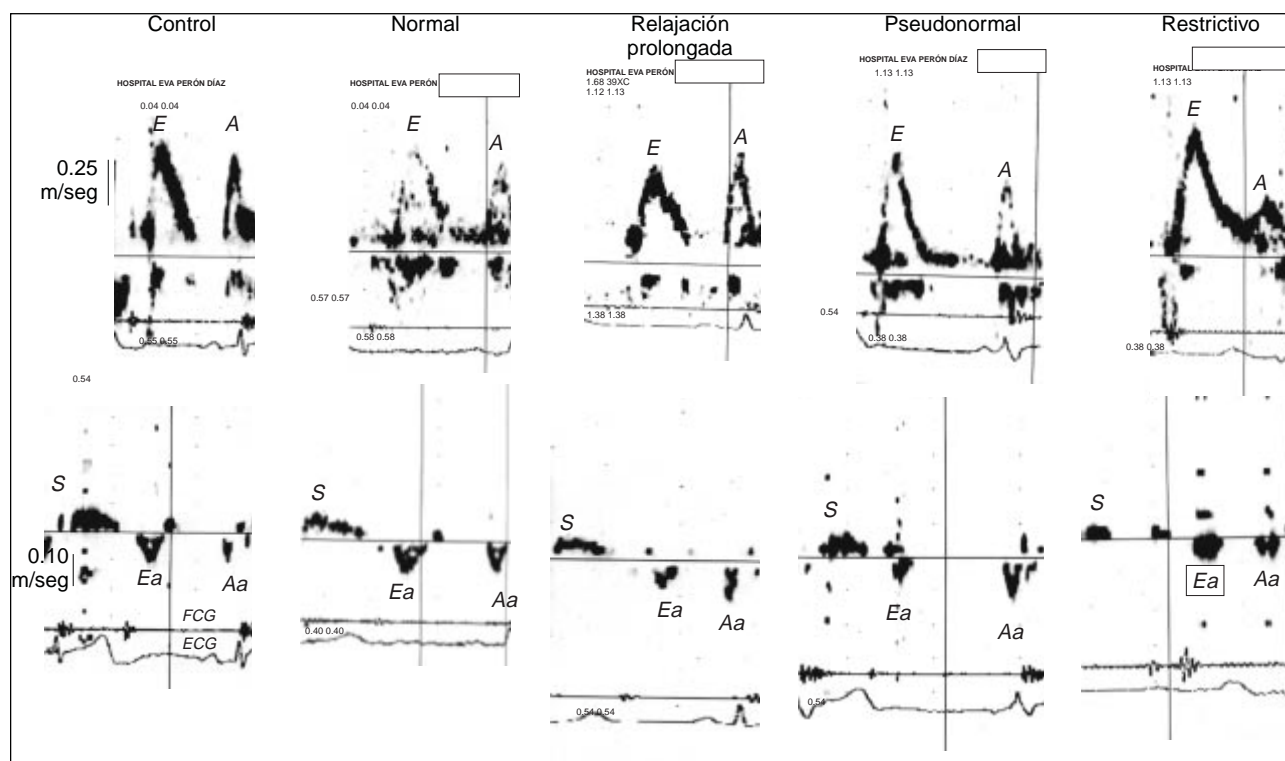 Control
Normal
Relajación
prolongada
Pseudonormal
Restrictivo
HOSPITAL EVA PERÓN DÍAZ
0.04 0.04
E
A
0.25
m/seg
0.55 0.55
HOSPITAL EVA PERÓN
0.04 0.04
E
A
0.57 0.57
0.58 0.58
HOSPITAL EVA PERÓN
1.68 39XC
1.12 1.13
E
A
1.38 1.38
HOSPITAL EVA PERÓN DÍAZ
1.13 1.13
E
A
0.54
0.38 0.38
HOSPITAL
1.13 1.13
E
A
0.38 0.38
0.54
S
0.10
m/seg
Ea
Aa
FCG
ECG
S
Ea
Aa
0.40 0.40
S
Ea
Aa
0.54 0.54
S
Ea
Aa
0.54
S
Ea
Aa